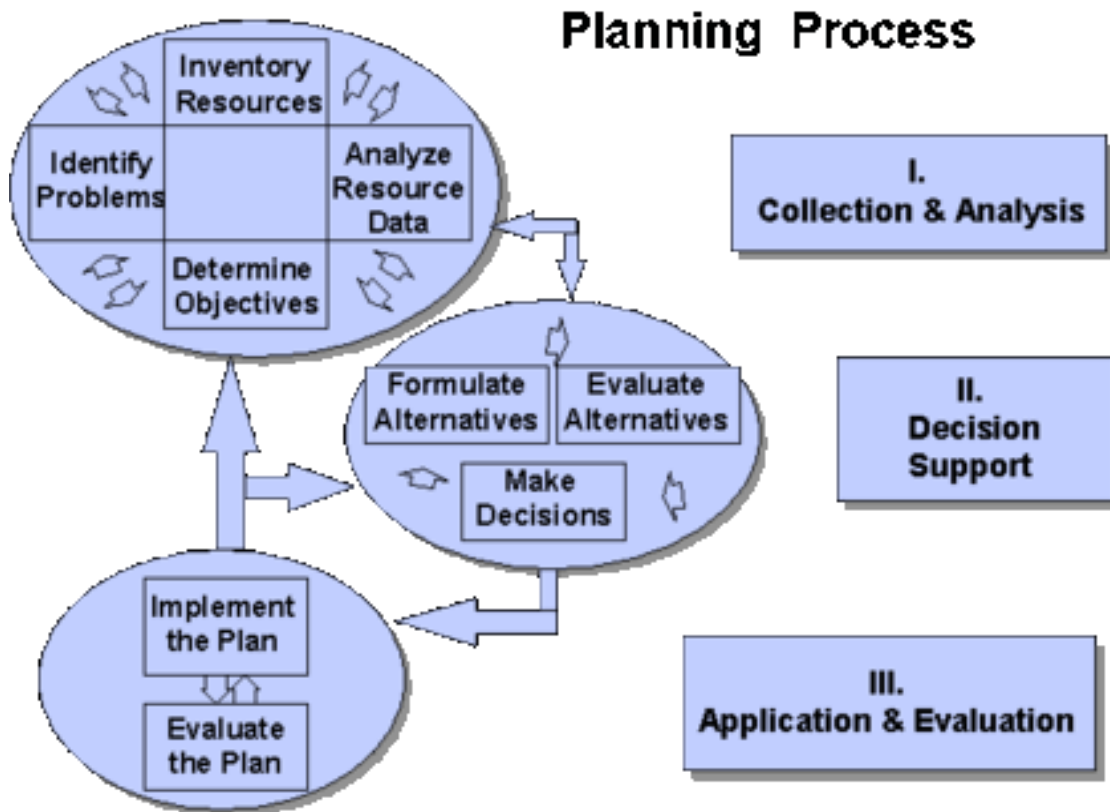 Planning Process
Inventory
Resources
Identify
Problems
Analyze
Resource
Data
Determine
Objectives
I.
Collection & Analysis
Formulate
Alternatives
Evaluate
Alternatives
Make
Decisions
II.
Decision
Support
Implement
the Plan
Evaluate
the Plan
III.
Application & Evaluation